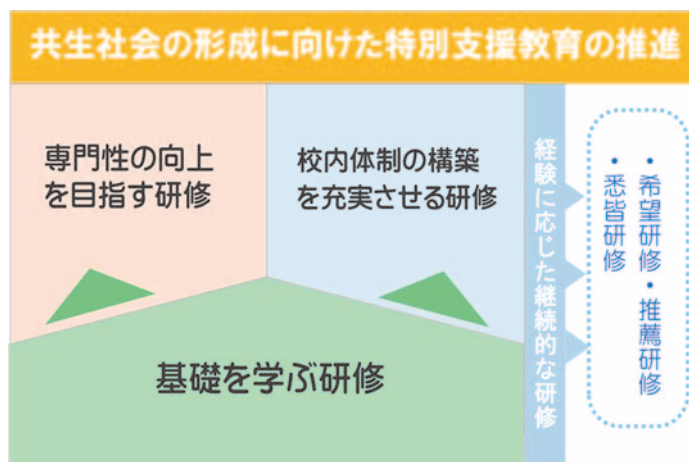 共生社会の形成に向けた特別支援教育の推進
専門性の向上
を目指す研修
校内体制の構築
を充実させる研修
基礎を学ぶ研修
経験に応じた継続的な研修
・希望研修・推薦研修
・悉皆研修